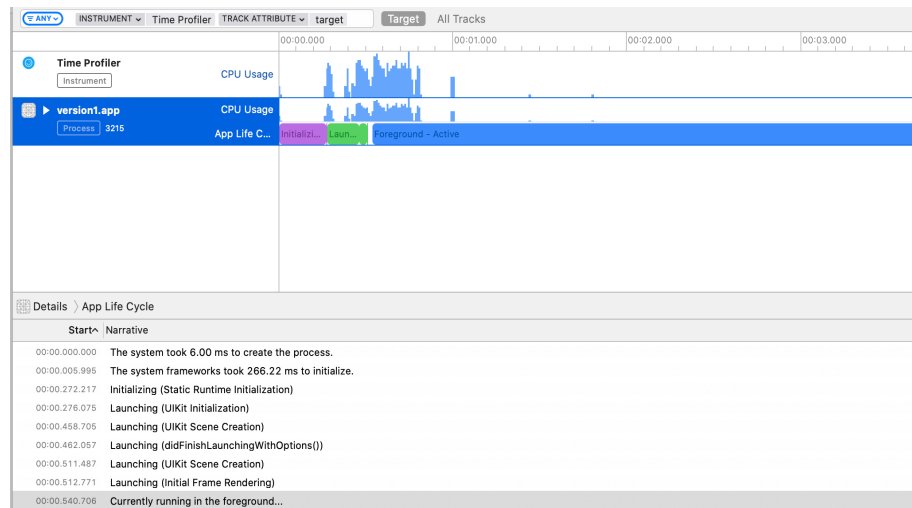 ANY INSTRUMENT Time Profiler TRACK ATTRIBUTE target Target All Tracks
00:00.000 00:01.000 00:02.000 00:03.000
Time Profiler
Instrument
CPU Usage
version1.app CPU Usage
Process 3215
App Life C... Initializi... Laun... Foreground - Active
Details App Life Cycle
Start Narrative
00:00.000.000 The system took 6.00 ms to create the process.
00:00.005.995 The system frameworks took 266.22 ms to initialize.
00:00.272.217 Initializing (Static Runtime Initialization)
00:00.276.075 Launching (UIKit Initialization)
00:00.458.705 Launching (UIKit Scene Creation)
00:00.462.057 Launching (didFinishLaunchingWithOptions())
00:00.511.487 Launching (UIKit Scene Creation)
00:00.512.771 Launching (Initial Frame Rendering)
00:00.540.706 Currently running in the foreground...